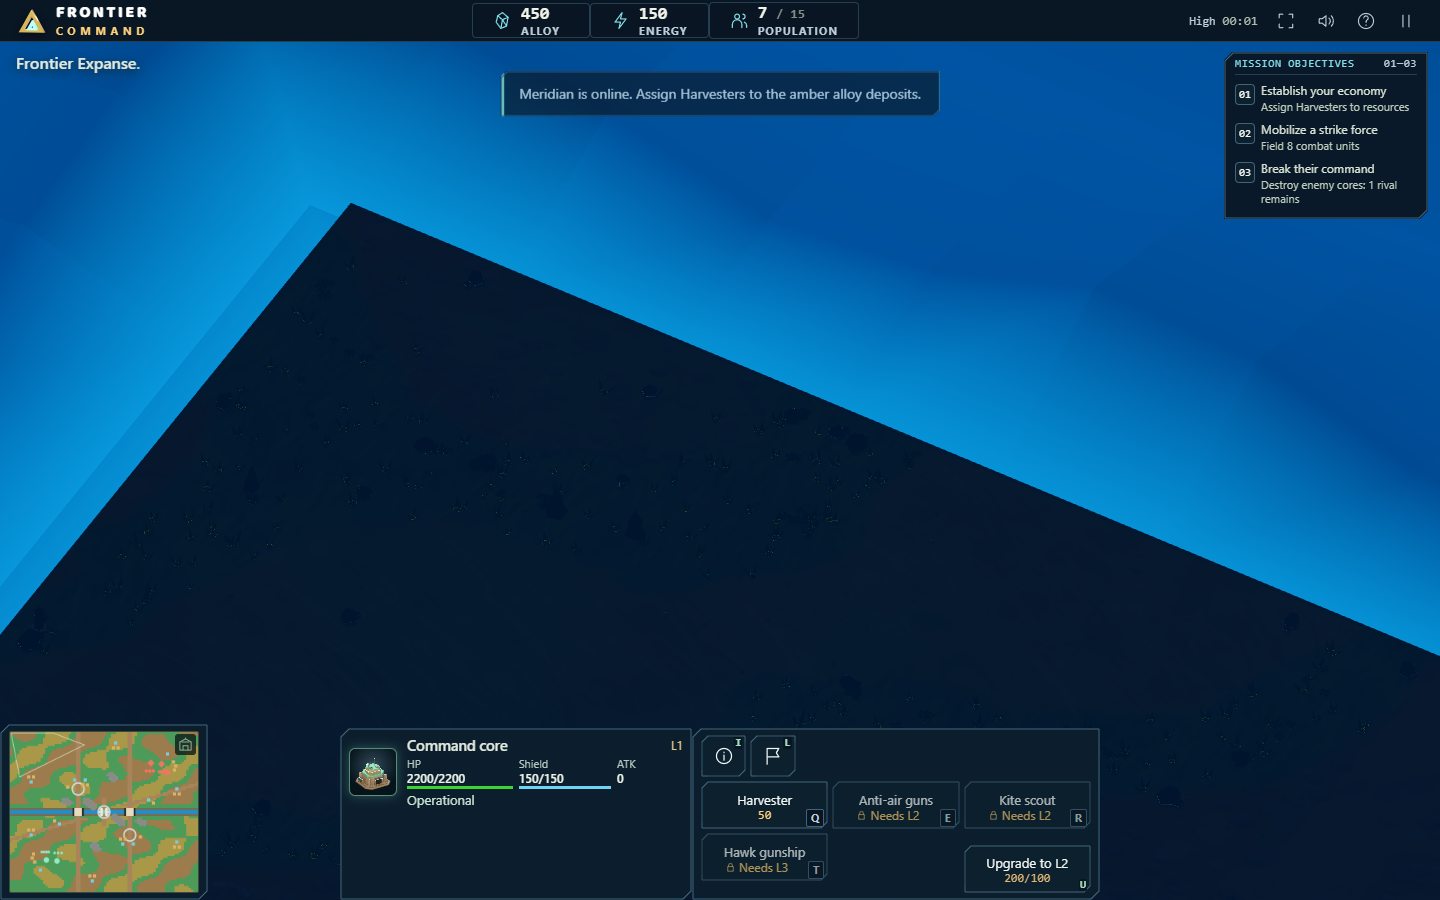 FRONTIER
COMMAND
450
ALLOY
150
ENERGY
7 / 15
POPULATION
High 00:01
Frontier Expanse.
Meridian is online. Assign Harvesters to the amber alloy deposits.
MISSION OBJECTIVES 01—03
01 Establish your economy
Assign Harvesters to resources
02 Mobilize a strike force
Field 8 combat units
03 Break their command
Destroy enemy cores: 1 rival
remains
Command core L1
HP Shield ATK
2200/2200 150/150 0
Operational
I L
Harvester
50 Q
Anti-air guns
Needs L2 E
Kite scout
Needs L2 R
Hawk gunship
Needs L3 T
Upgrade to L2
200/100
U